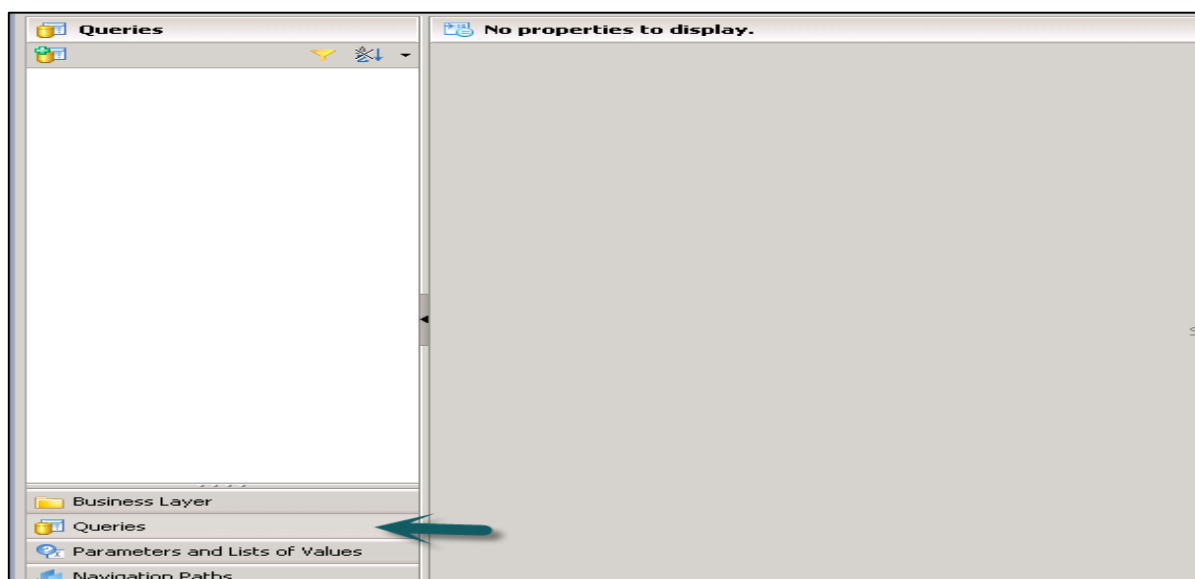 Queries
No properties to display.
Business Layer
Queries
Parameters and Lists of Values
Navigation Paths